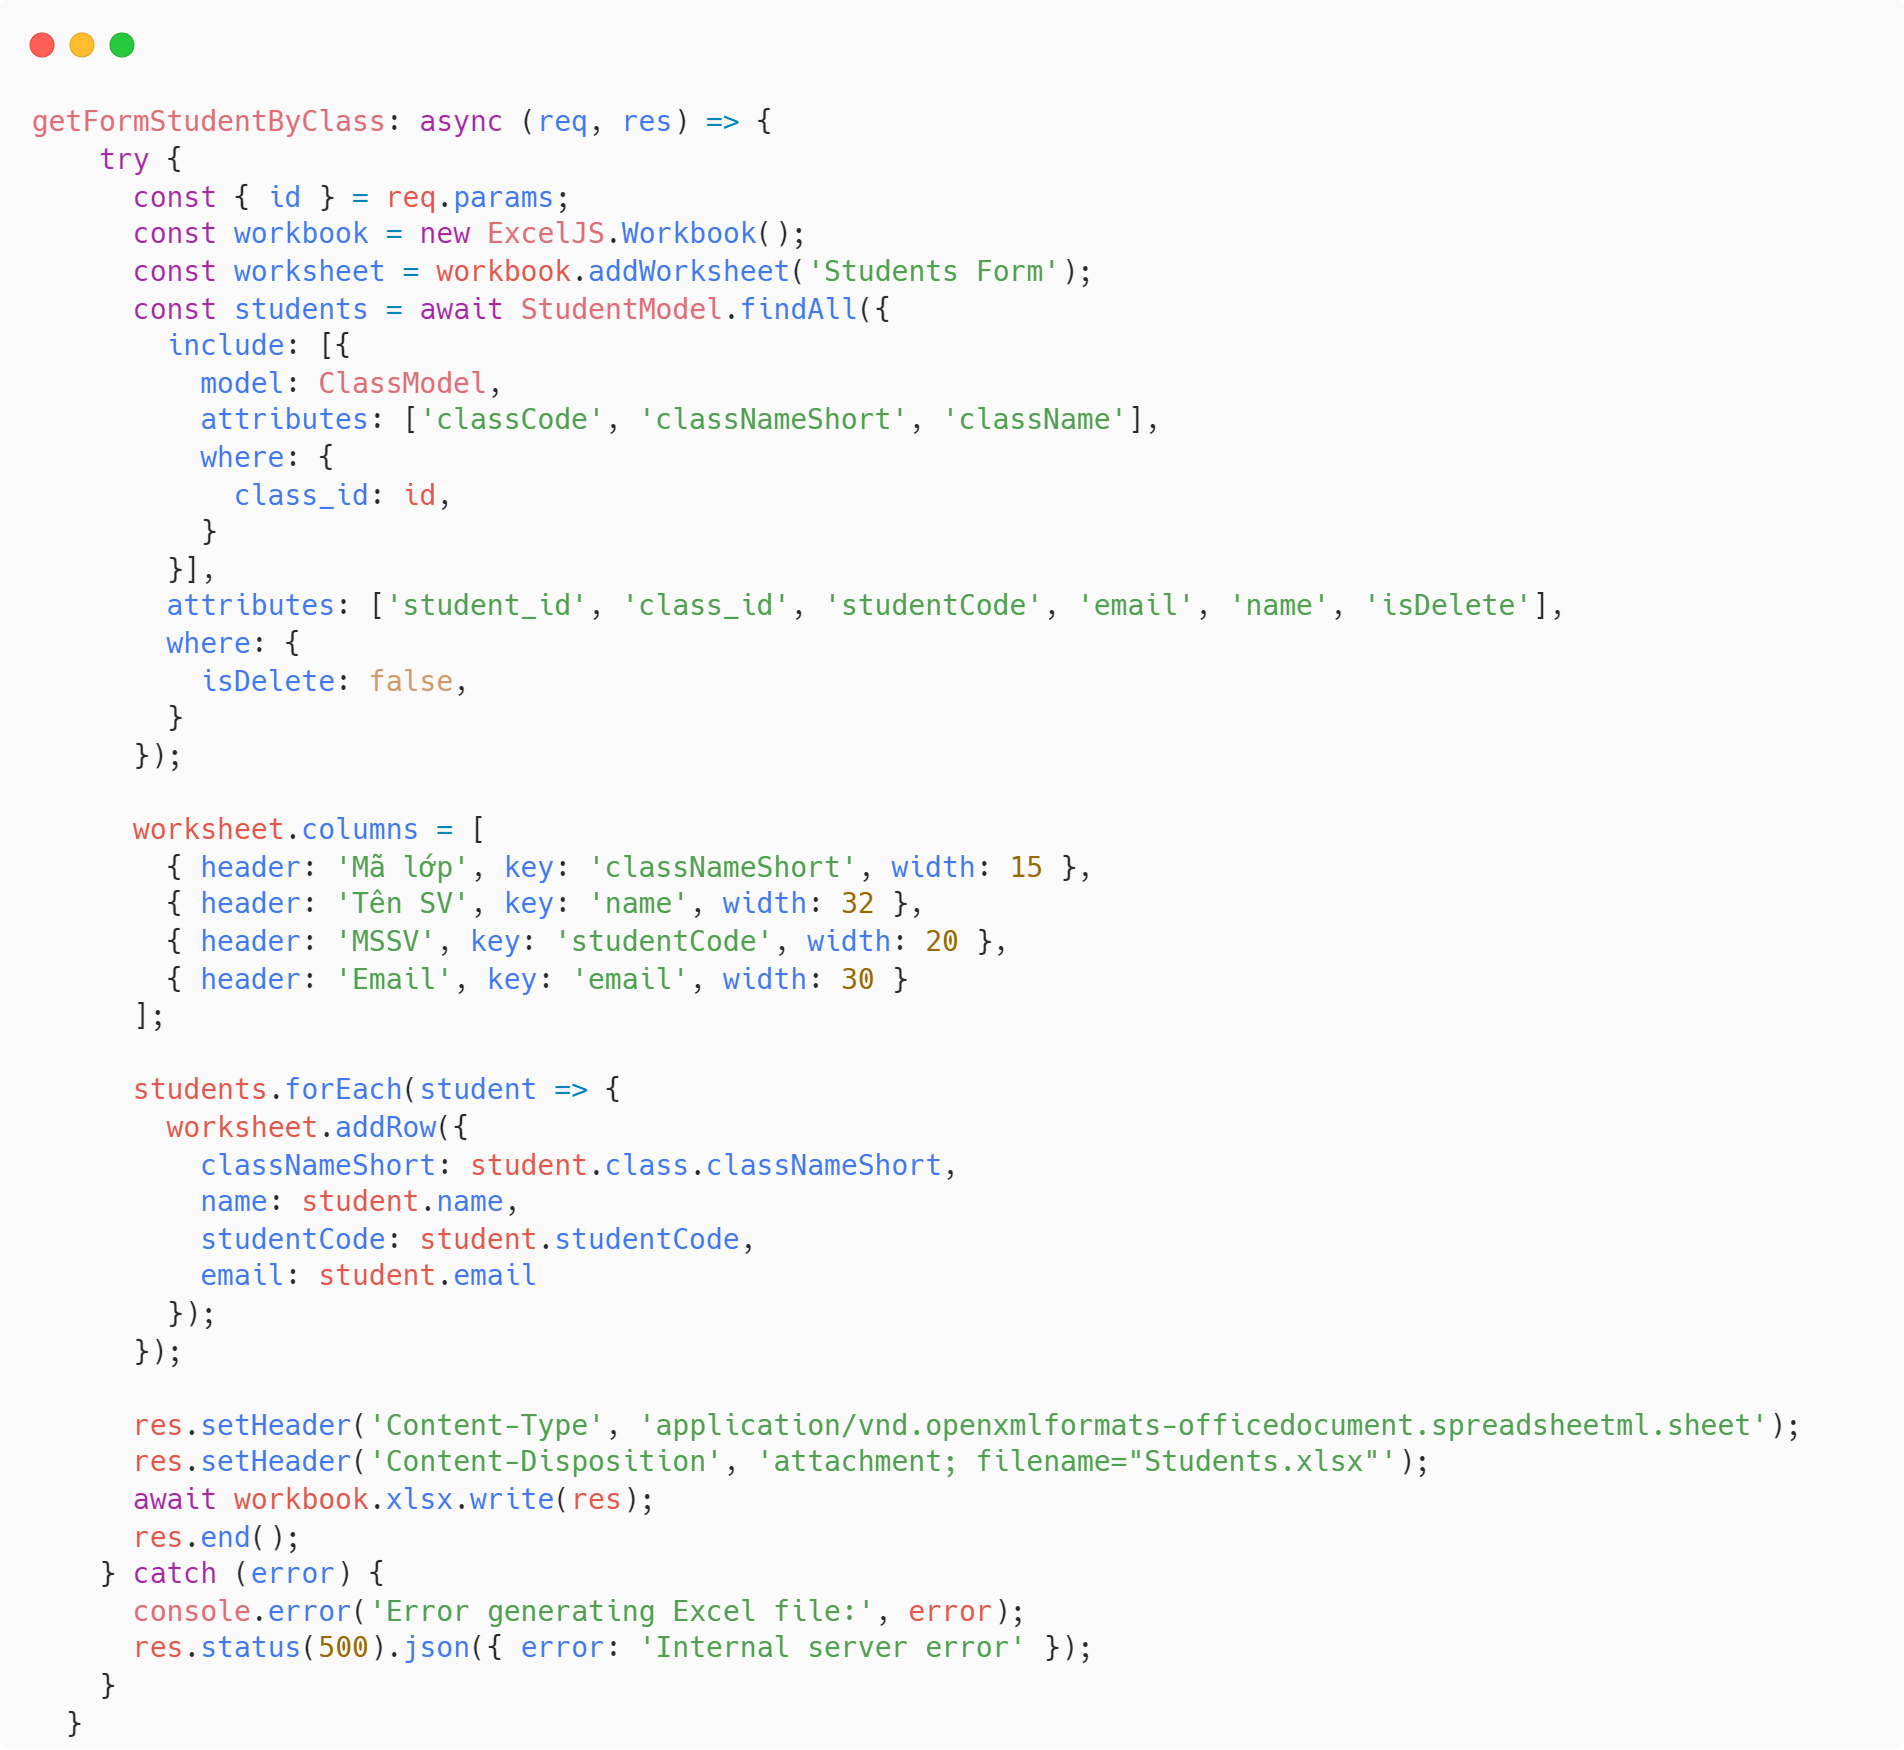 getFormStudentByClass: async (req, res) => {
    try {
      const { id } = req.params;
      const workbook = new ExcelJS.Workbook();
      const worksheet = workbook.addWorksheet('Students Form');
      const students = await StudentModel.findAll({
        include: [{
          model: ClassModel,
          attributes: ['classCode', 'classNameShort', 'className'],
          where: {
            class_id: id,
          }
        }],
        attributes: ['student_id', 'class_id', 'studentCode', 'email', 'name', 'isDelete'],
        where: {
          isDelete: false,
        }
      });

      worksheet.columns = [
        { header: 'Mã lớp', key: 'classNameShort', width: 15 },
        { header: 'Tên SV', key: 'name', width: 32 },
        { header: 'MSSV', key: 'studentCode', width: 20 },
        { header: 'Email', key: 'email', width: 30 }
      ];

      students.forEach(student => {
        worksheet.addRow({
          classNameShort: student.class.classNameShort,
          name: student.name,
          studentCode: student.studentCode,
          email: student.email
        });
      });

      res.setHeader('Content-Type', 'application/vnd.openxmlformats-officedocument.spreadsheetml.sheet');
      res.setHeader('Content-Disposition', 'attachment; filename="Students.xlsx"');
      await workbook.xlsx.write(res);
      res.end();
    } catch (error) {
      console.error('Error generating Excel file:', error);
      res.status(500).json({ error: 'Internal server error' });
    }
  }